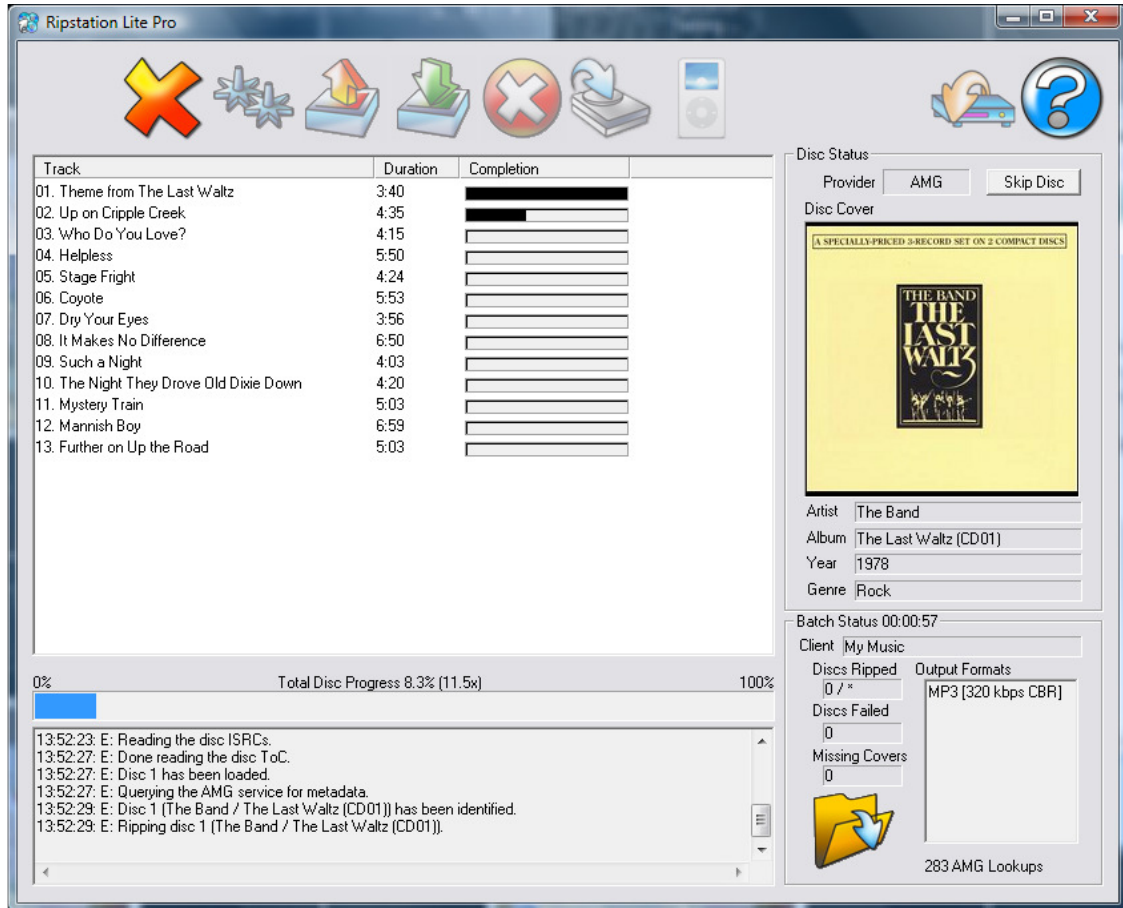 Ripstation Lite Pro
Track Duration Completion
01. Theme from The Last Waltz 3:40
02. Up on Cripple Creek 4:35
03. Who Do You Love? 4:15
04. Helpless 5:50
05. Stage Fright 4:24
06. Coyote 5:53
07. Dry Your Eyes 3:56
08. It Makes No Difference 6:50
09. Such a Night 4:03
10. The Night They Drove Old Dixie Down 4:20
11. Mystery Train 5:03
12. Mannish Boy 6:59
13. Further on Up the Road 5:03
0% Total Disc Progress 8.3% (11.5x) 100%
13:52:23: E: Reading the disc ISRCs.
13:52:27: E: Done reading the disc ToC.
13:52:27: E: Disc 1 has been loaded.
13:52:27: E: Querying the AMG service for metadata.
13:52:29: E: Disc 1 (The Band / The Last Waltz (CD01)) has been identified.
13:52:29: E: Ripping disc 1 (The Band / The Last Waltz (CD01)).
Disc Status
Provider AMG Skip Disc
Disc Cover
A SPECIALLY-PRICED 3-RECORD SET ON 2 COMPACT DISCS
THE BAND
THE
LAST
WALTZ
Artist The Band
Album The Last Waltz (CD01)
Year 1978
Genre Rock
Batch Status 00:00:57
Client My Music
Discs Ripped Output Formats
0 / * MP3 [320 kbps CBR]
Discs Failed
0
Missing Covers
0
283 AMG Lookups